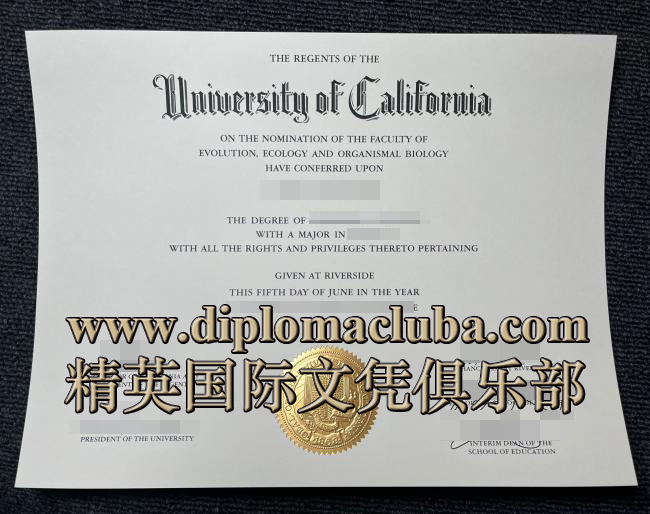 THE REGENTS OF THE
University of California
ON THE NOMINATION OF THE FACULTY OF
EVOLUTION, ECOLOGY AND ORGANISMAL BIOLOGY
HAVE CONFERRED UPON
THE DEGREE OF
WITH A MAJOR IN
WITH ALL THE RIGHTS AND PRIVILEGES THERETO PERTAINING
GIVEN AT RIVERSIDE
THIS FIFTH DAY OF JUNE IN THE YEAR
www.diplomacluba.com
精英国际文凭俱乐部
PRESIDENT OF THE UNIVERSITY
INTERIM DEAN OF THE
SCHOOL OF EDUCATION